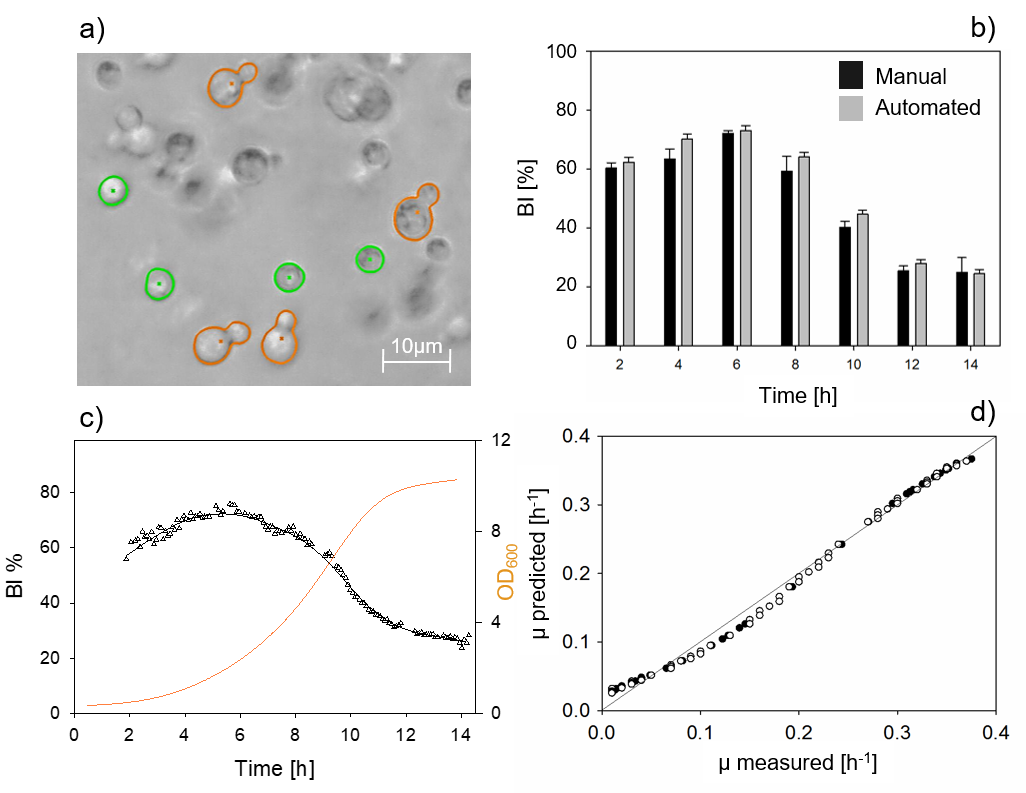 a)
10µm
b)
100
80
60
40
20
0
BI [%]
Manual
Automated
2 4 6 8 10 12 14
Time [h]
c)
80
60
40
20
0
BI %
12
8
4
0
OD600
0 2 4 6 8 10 12 14
Time [h]
d)
0.4
0.3
0.2
0.1
0.0
µ predicted [h-1]
0.0 0.1 0.2 0.3 0.4
µ measured [h-1]